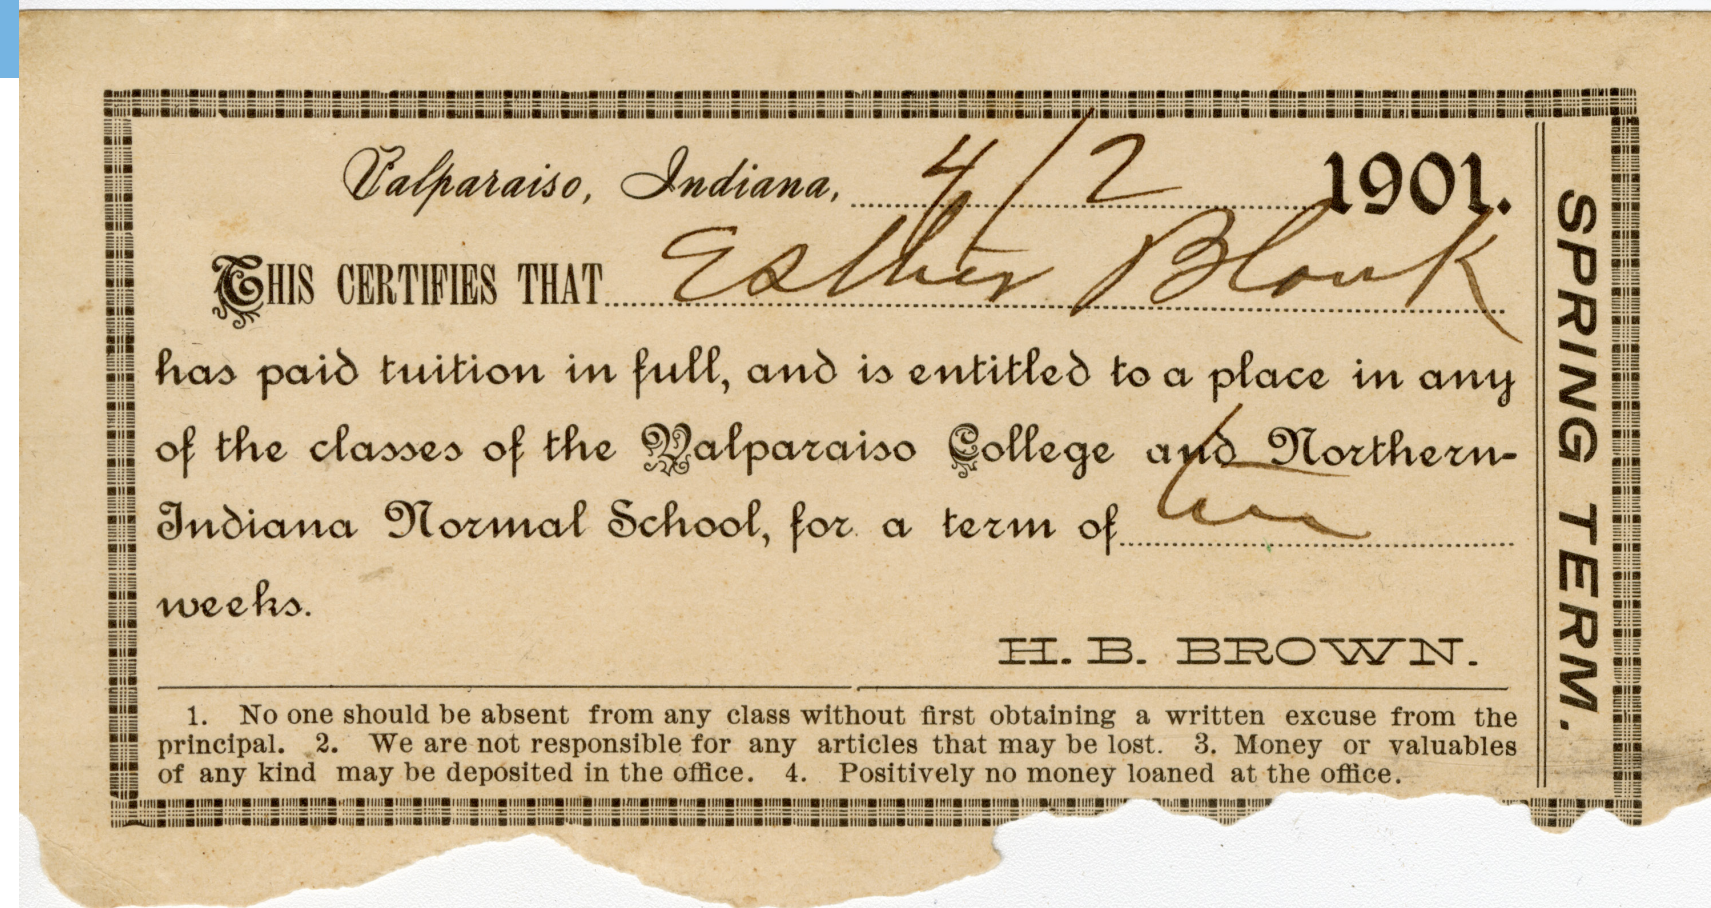 Valparaiso, Indiana, 4/2 1901.
THIS CERTIFIES THAT Esther Blank
has paid tuition in full, and is entitled to a place in any
of the classes of the Valparaiso College and Northern-
Indiana Normal School, for a term of ten
weeks.
H. B. BROWN.
1. No one should be absent from any class without first obtaining a written excuse from the
principal. 2. We are not responsible for any articles that may be lost. 3. Money or valuables
of any kind may be deposited in the office. 4. Positively no money loaned at the office.
SPRING TERM.